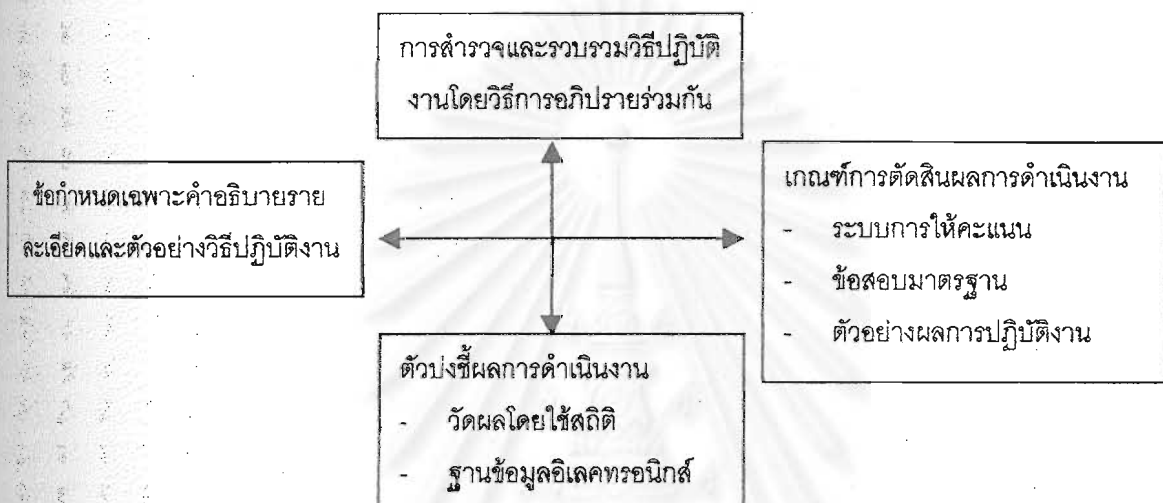 การสำรวจและรวบรวมวิธีปฏิบัติ
งานโดยวิธีการอภิปรายร่วมกัน
ข้อกำหนดเฉพาะคำอธิบายราย
ละเอียดและตัวอย่างวิธีปฏิบัติงาน
เกณฑ์การตัดสินผลการดำเนินงาน
- ระบบการให้คะแนน
- ข้อสอบมาตรฐาน
- ตัวอย่างผลการปฏิบัติงาน
ตัวบ่งชี้ผลการดำเนินงาน
- วัดผลโดยใช้สถิติ
- ฐานข้อมูลอิเลคทรอนิกส์